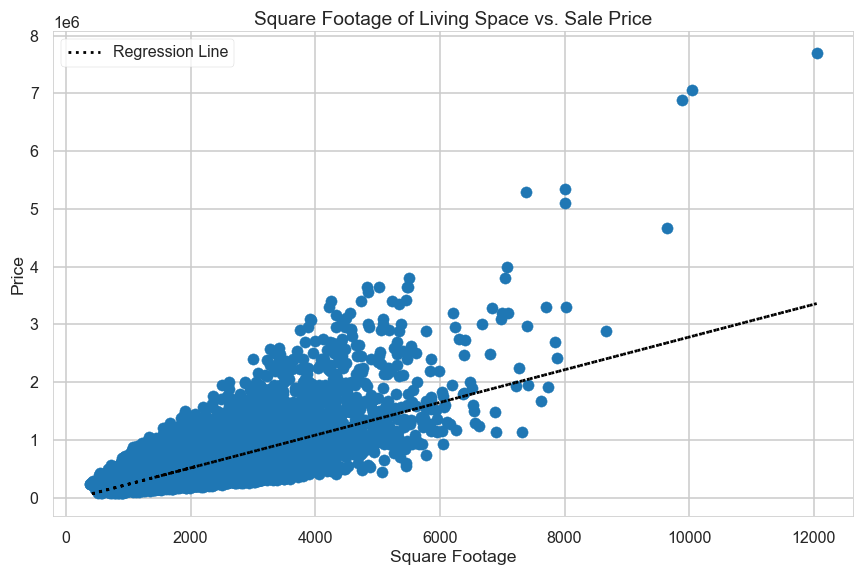 Square Footage of Living Space vs. Sale Price
1e6
Regression Line
8
7
6
5
4
3
2
1
0
Price
0 2000 4000 6000 8000 10000 12000
Square Footage